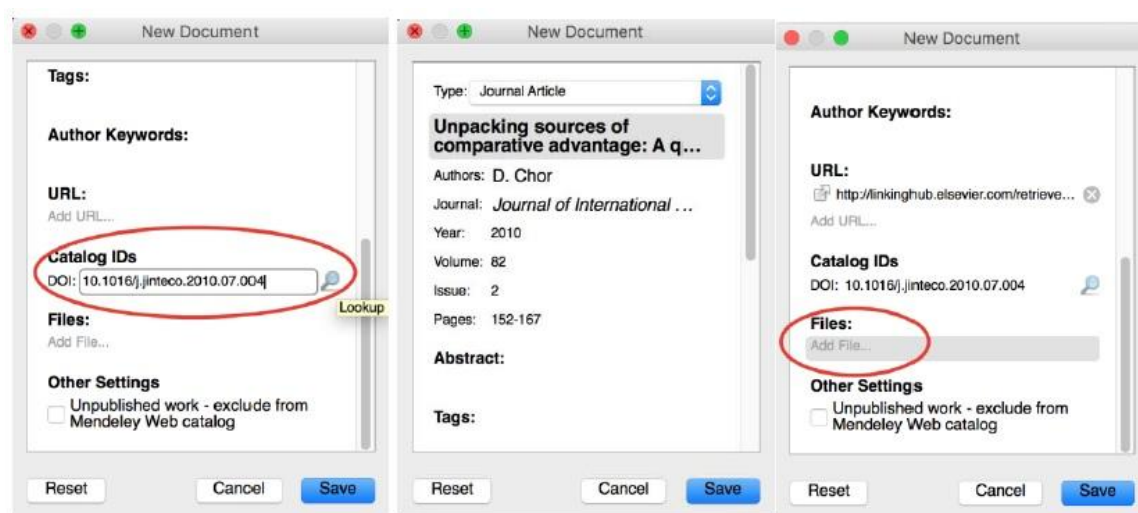 New Document
Tags:
Author Keywords:
URL:
Add URL...
Catalog IDs
DOI: 10.1016/j.jinteco.2010.07.004
Lookup
Files:
Add File...
Other Settings
Unpublished work - exclude from
Mendeley Web catalog
Reset Cancel Save
New Document
Type: Journal Article
Unpacking sources of
comparative advantage: A q...
Authors: D. Chor
Journal: Journal of International ...
Year: 2010
Volume: 82
Issue: 2
Pages: 152-167
Abstract:
Tags:
Reset Cancel Save
New Document
Author Keywords:
URL:
http://linkinghub.elsevier.com/retrieve...
Add URL...
Catalog IDs
DOI: 10.1016/j.jinteco.2010.07.004
Files:
Add File...
Other Settings
Unpublished work - exclude from
Mendeley Web catalog
Reset Cancel Save